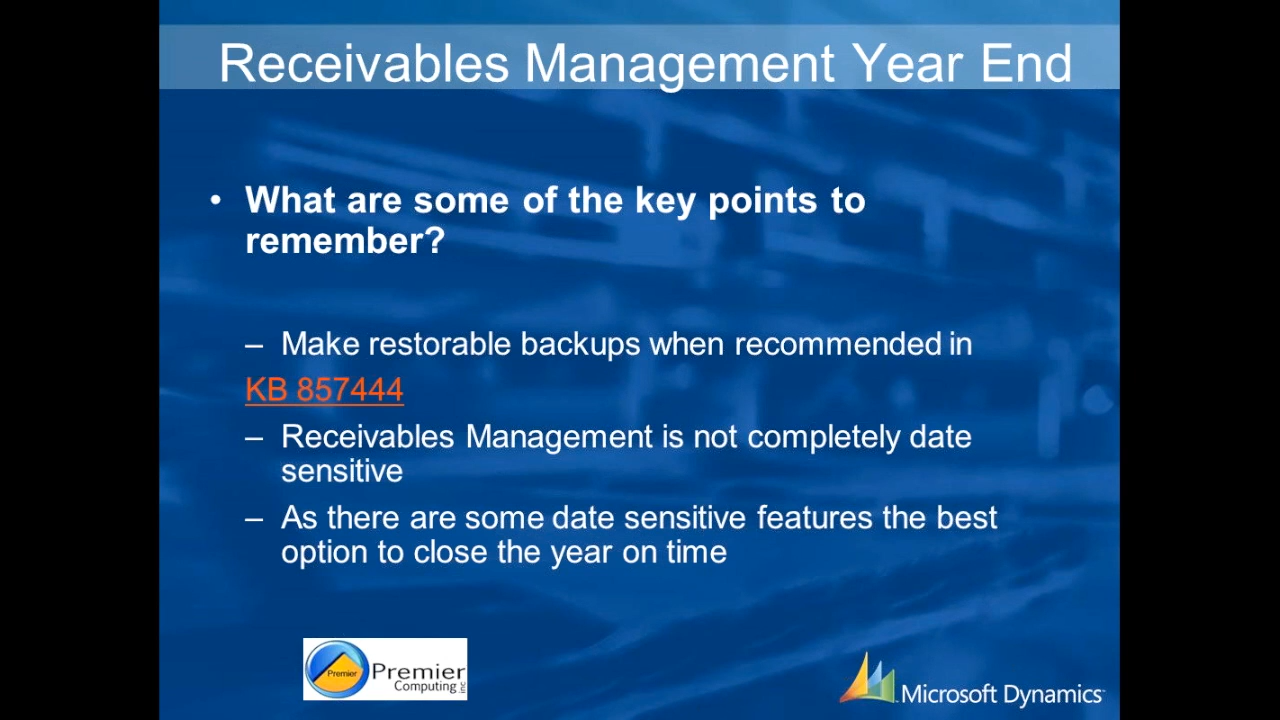 Receivables Management Year End
• What are some of the key points to
remember?
– Make restorable backups when recommended in
KB 857444
– Receivables Management is not completely date
sensitive
– As there are some date sensitive features the best
option to close the year on time
Premier
Premier
Computing inc
Microsoft Dynamics